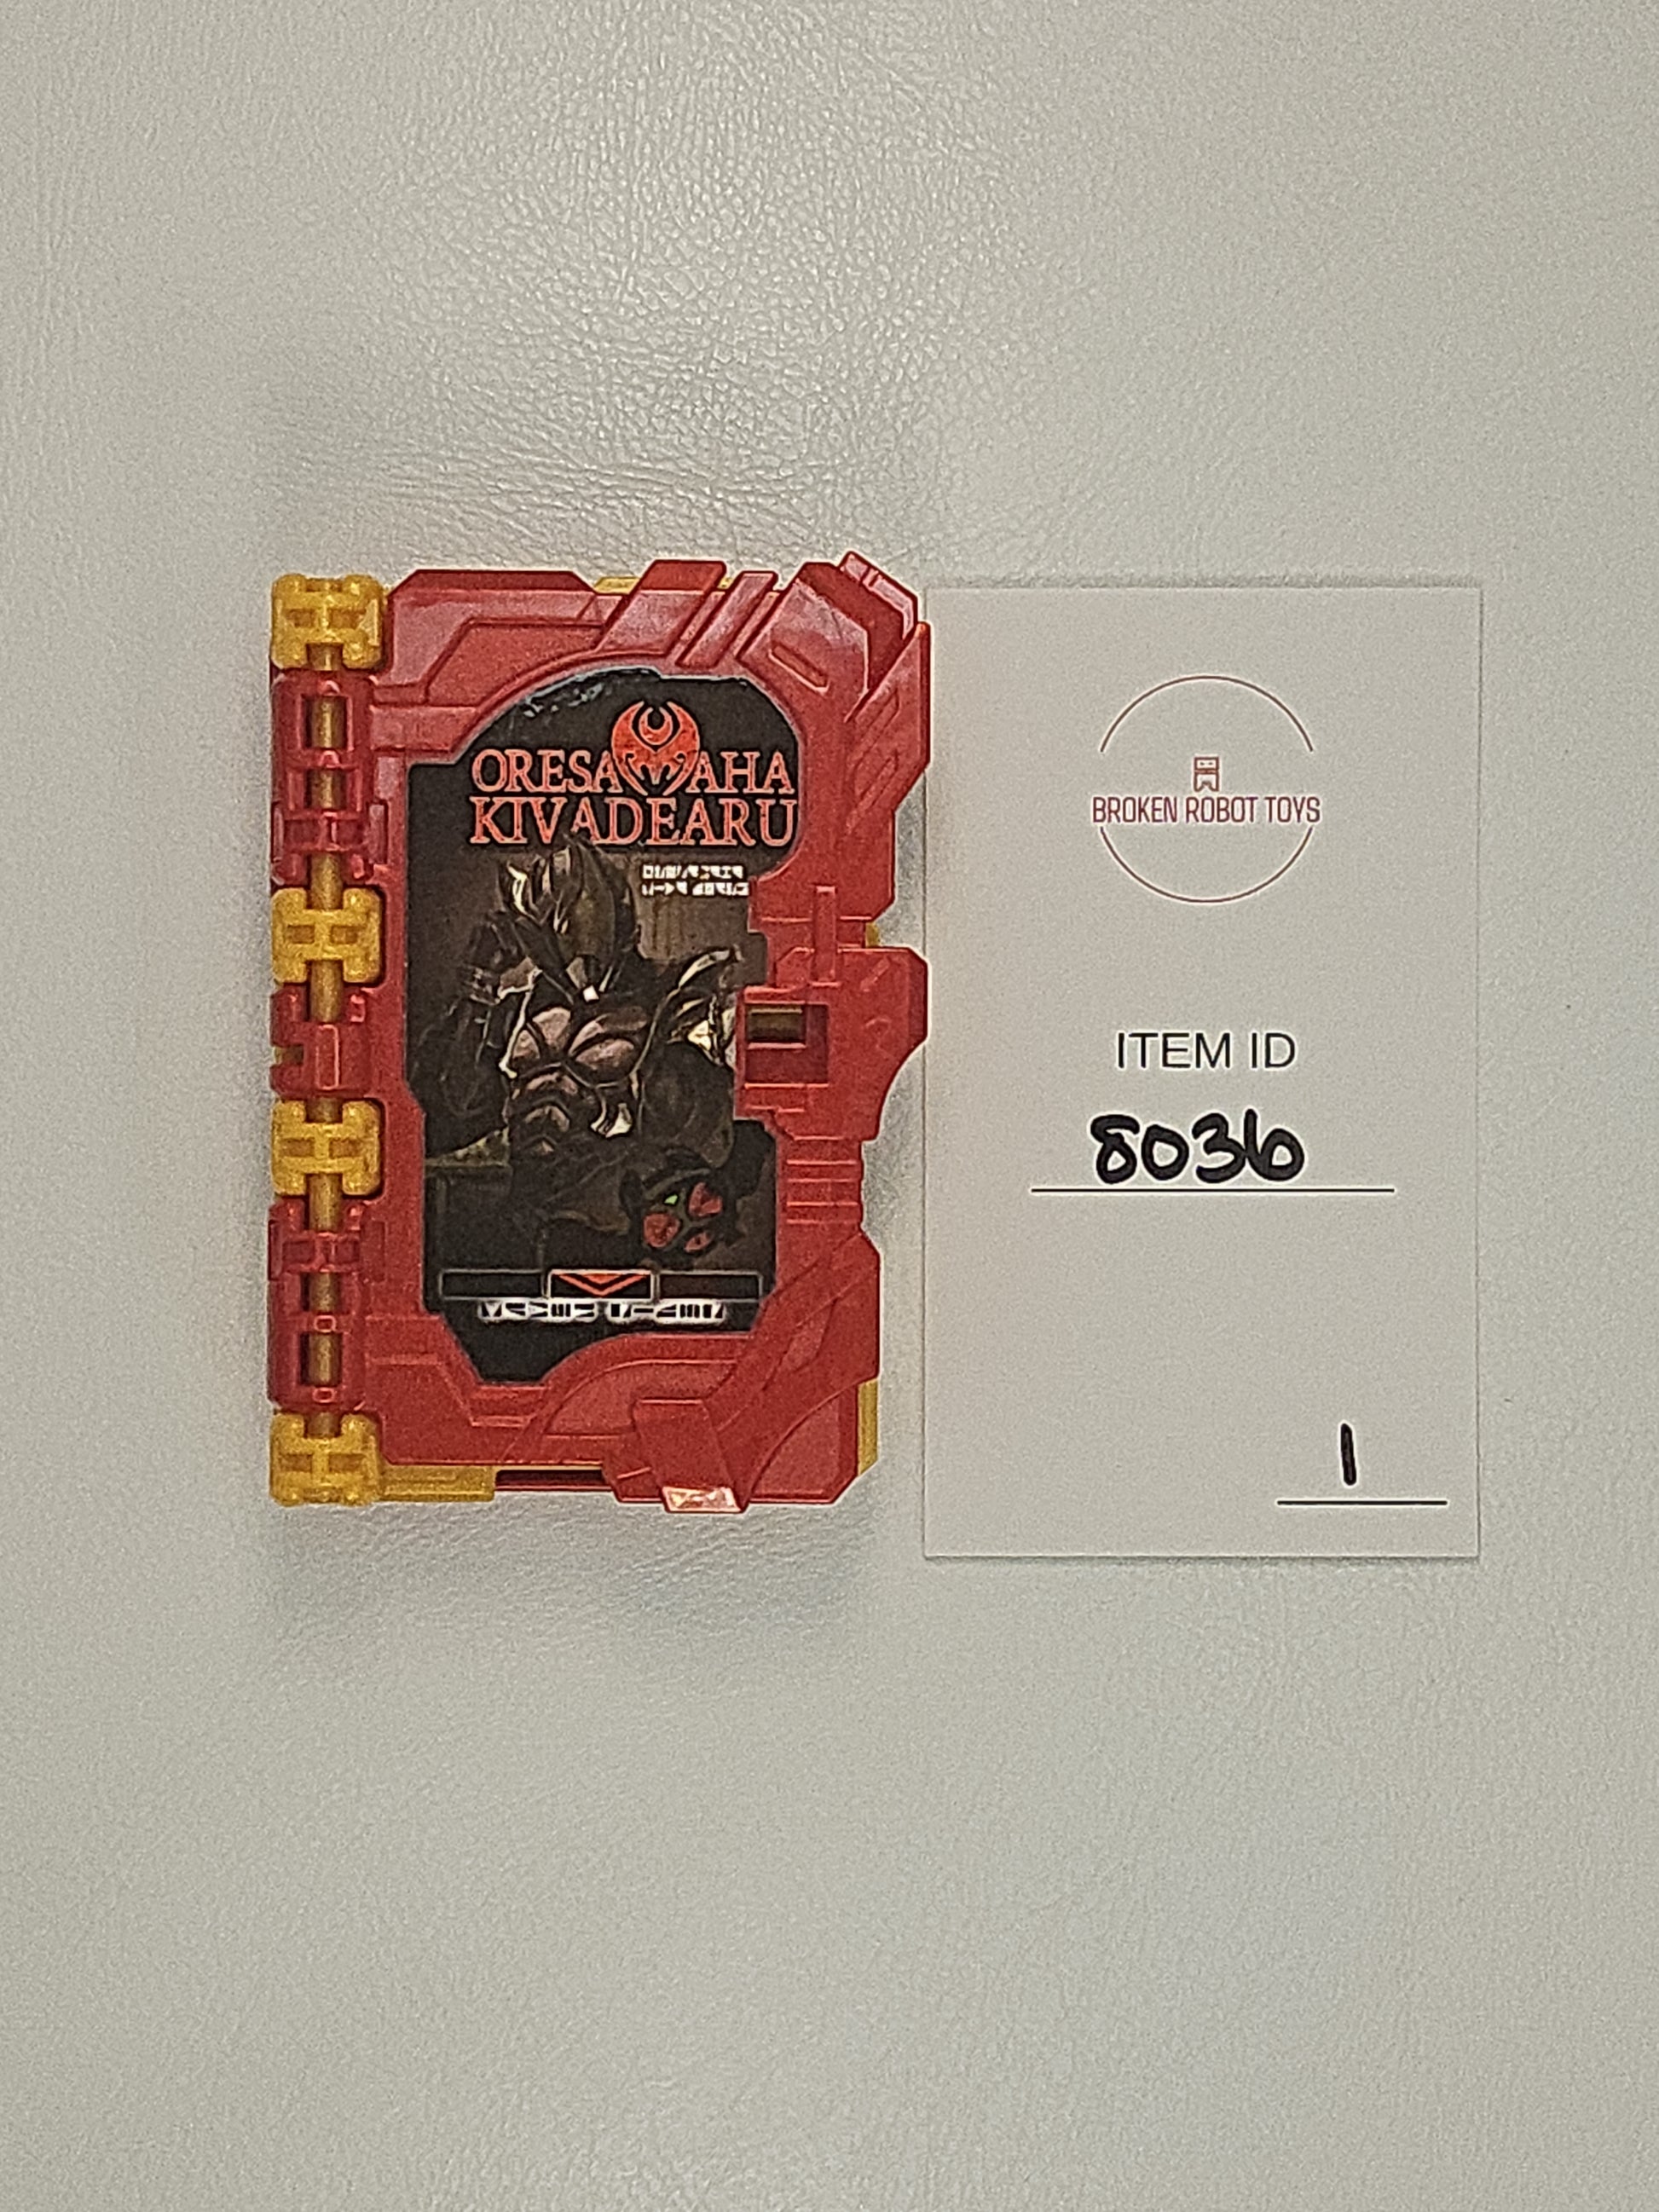 ORESAMAHA
KIVADEARU
BROKEN ROBOT TOYS
ITEM ID
8036
1